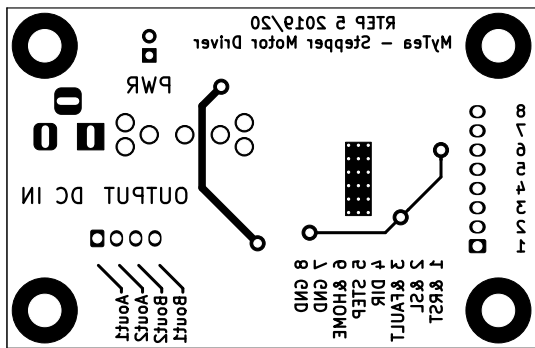 RTEP 5 2019/20
MyTea - Stepper Motor Driver
PWR
8
7
6
5
4
3
2
1
OUTPUT DC IN
1 &RST
2 &SL
3 &FAULT
4 DIR
5 STEP
6 &HOME
7 GND
8 GND
Bout1
Bout2
Aout2
Aout1